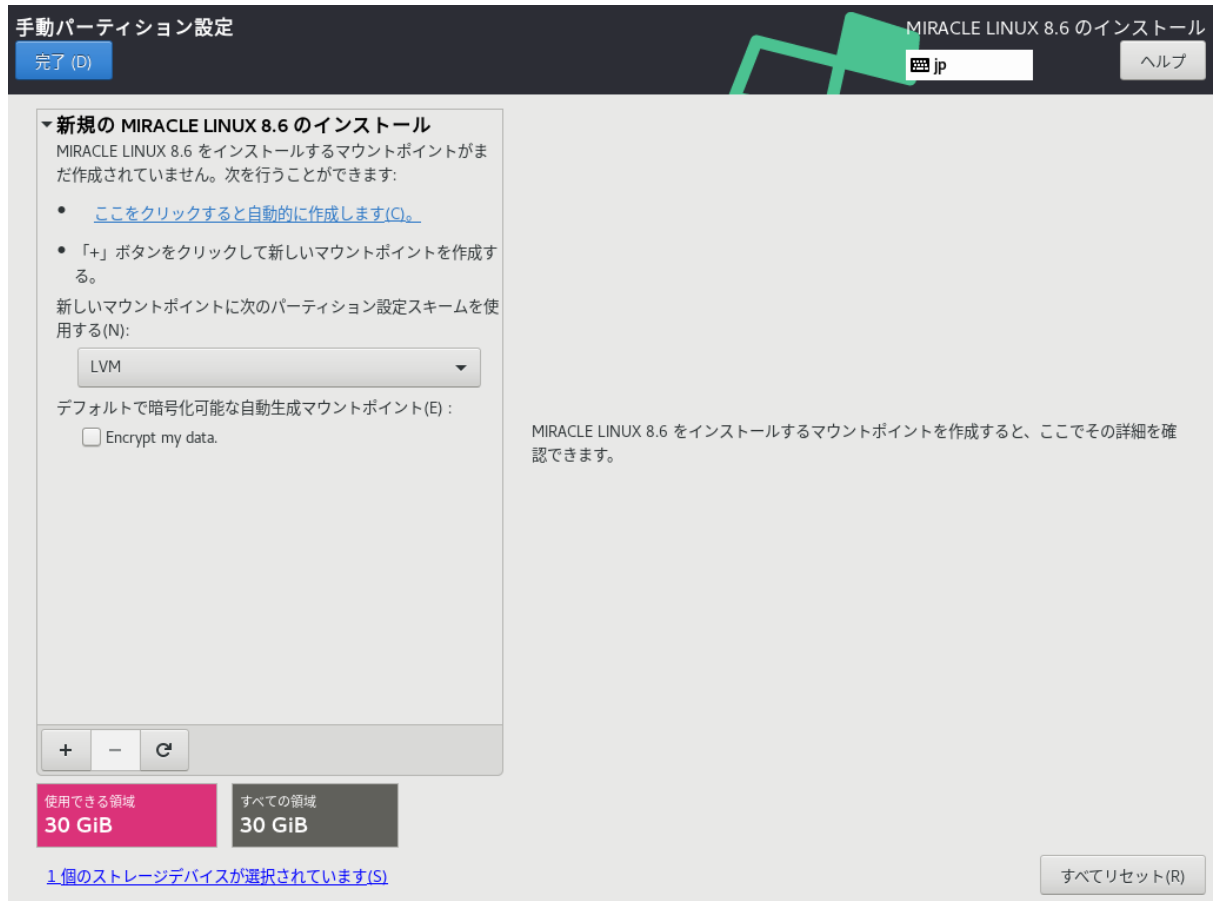 手動パーティション設定
MIRACLE LINUX 8.6 のインストール
完了 (D)
jp
ヘルプ
新規の MIRACLE LINUX 8.6 のインストール
MIRACLE LINUX 8.6 をインストールするマウントポイントがま
だ作成されていません。次を行うことができます:
• ここをクリックすると自動的に作成します(C)。
• 「+」ボタンをクリックして新しいマウントポイントを作成す
る。
新しいマウントポイントに次のパーティション設定スキームを使
用する(N):
LVM
デフォルトで暗号化可能な自動生成マウントポイント(E) :
Encrypt my data.
MIRACLE LINUX 8.6 をインストールするマウントポイントを作成すると、ここでその詳細を確
認できます。
+ −
使用できる領域
30 GiB
すべての領域
30 GiB
1 個のストレージデバイスが選択されています(S)
すべてリセット(R)